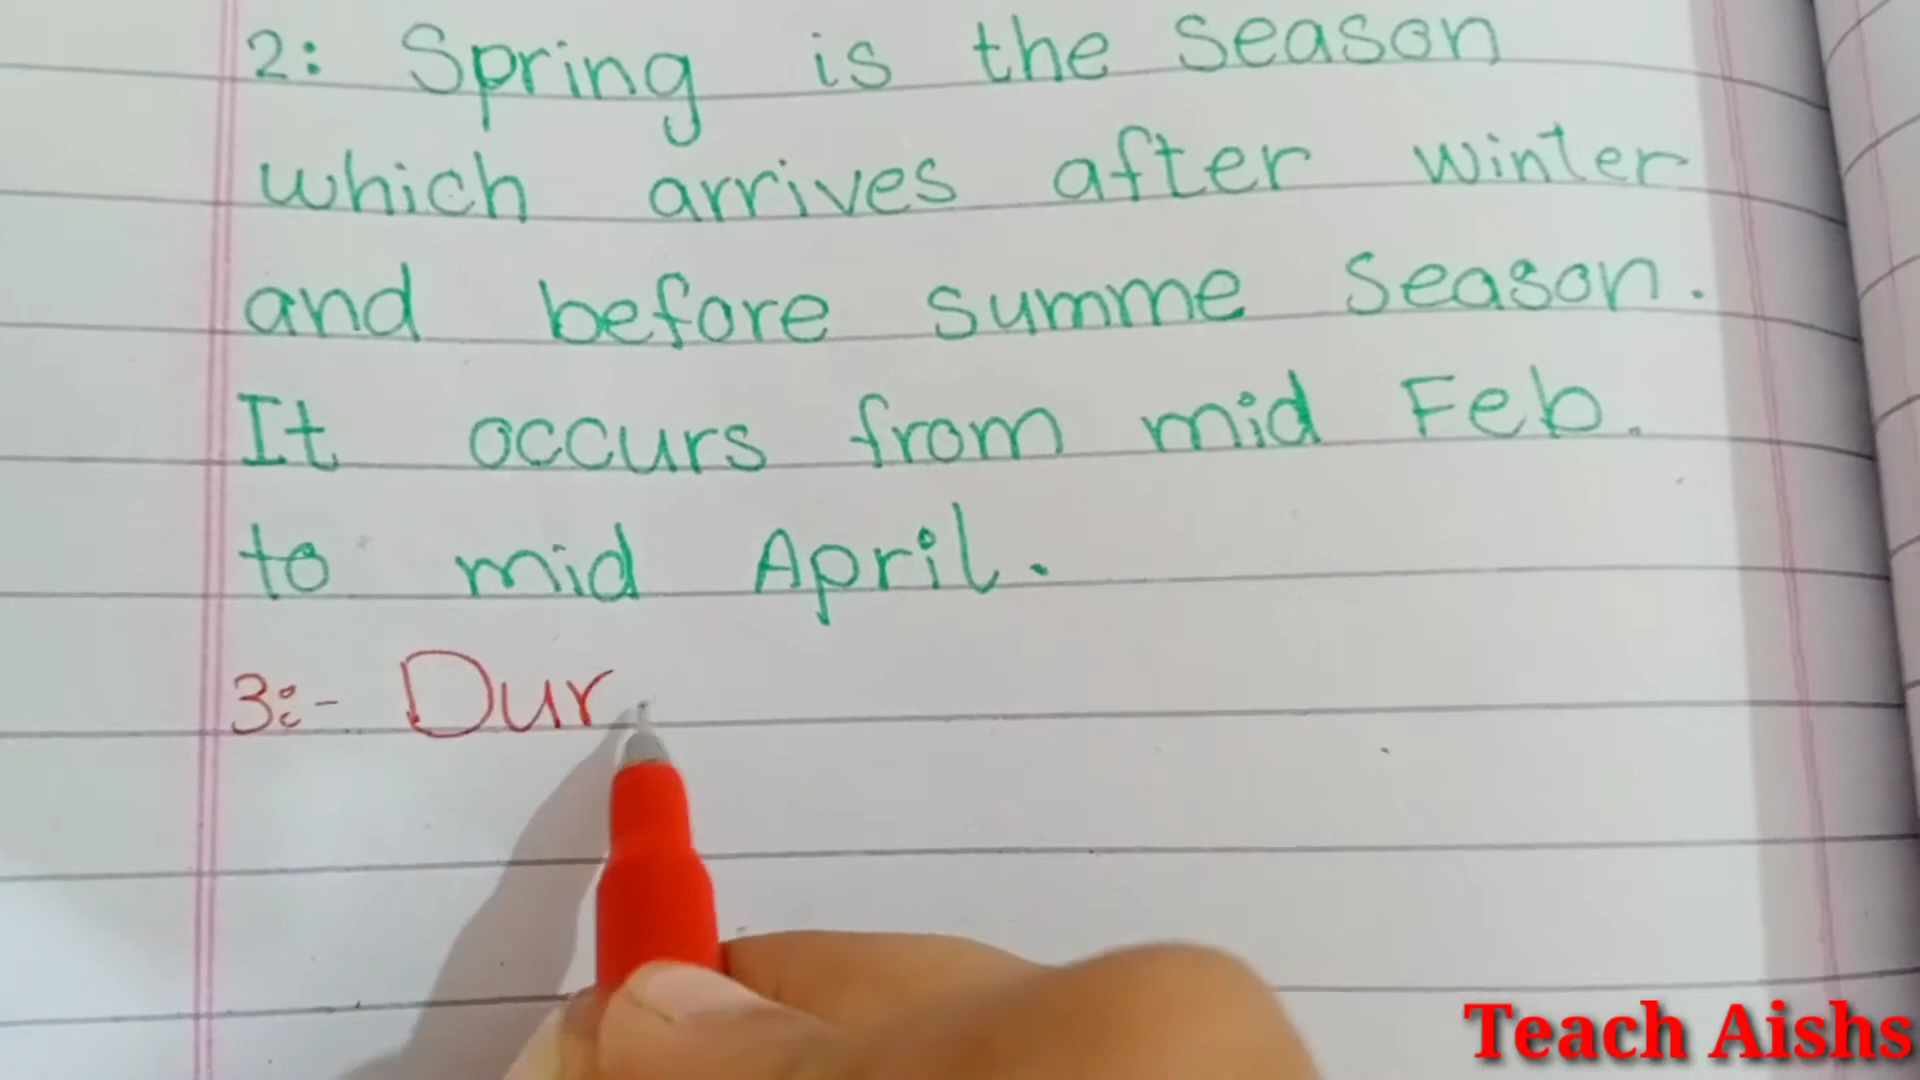 2: Spring is the season
which arrives after winter
and before summe season.
It occurs from mid Feb.
to mid April.
3:- Dur
Teach Aishs